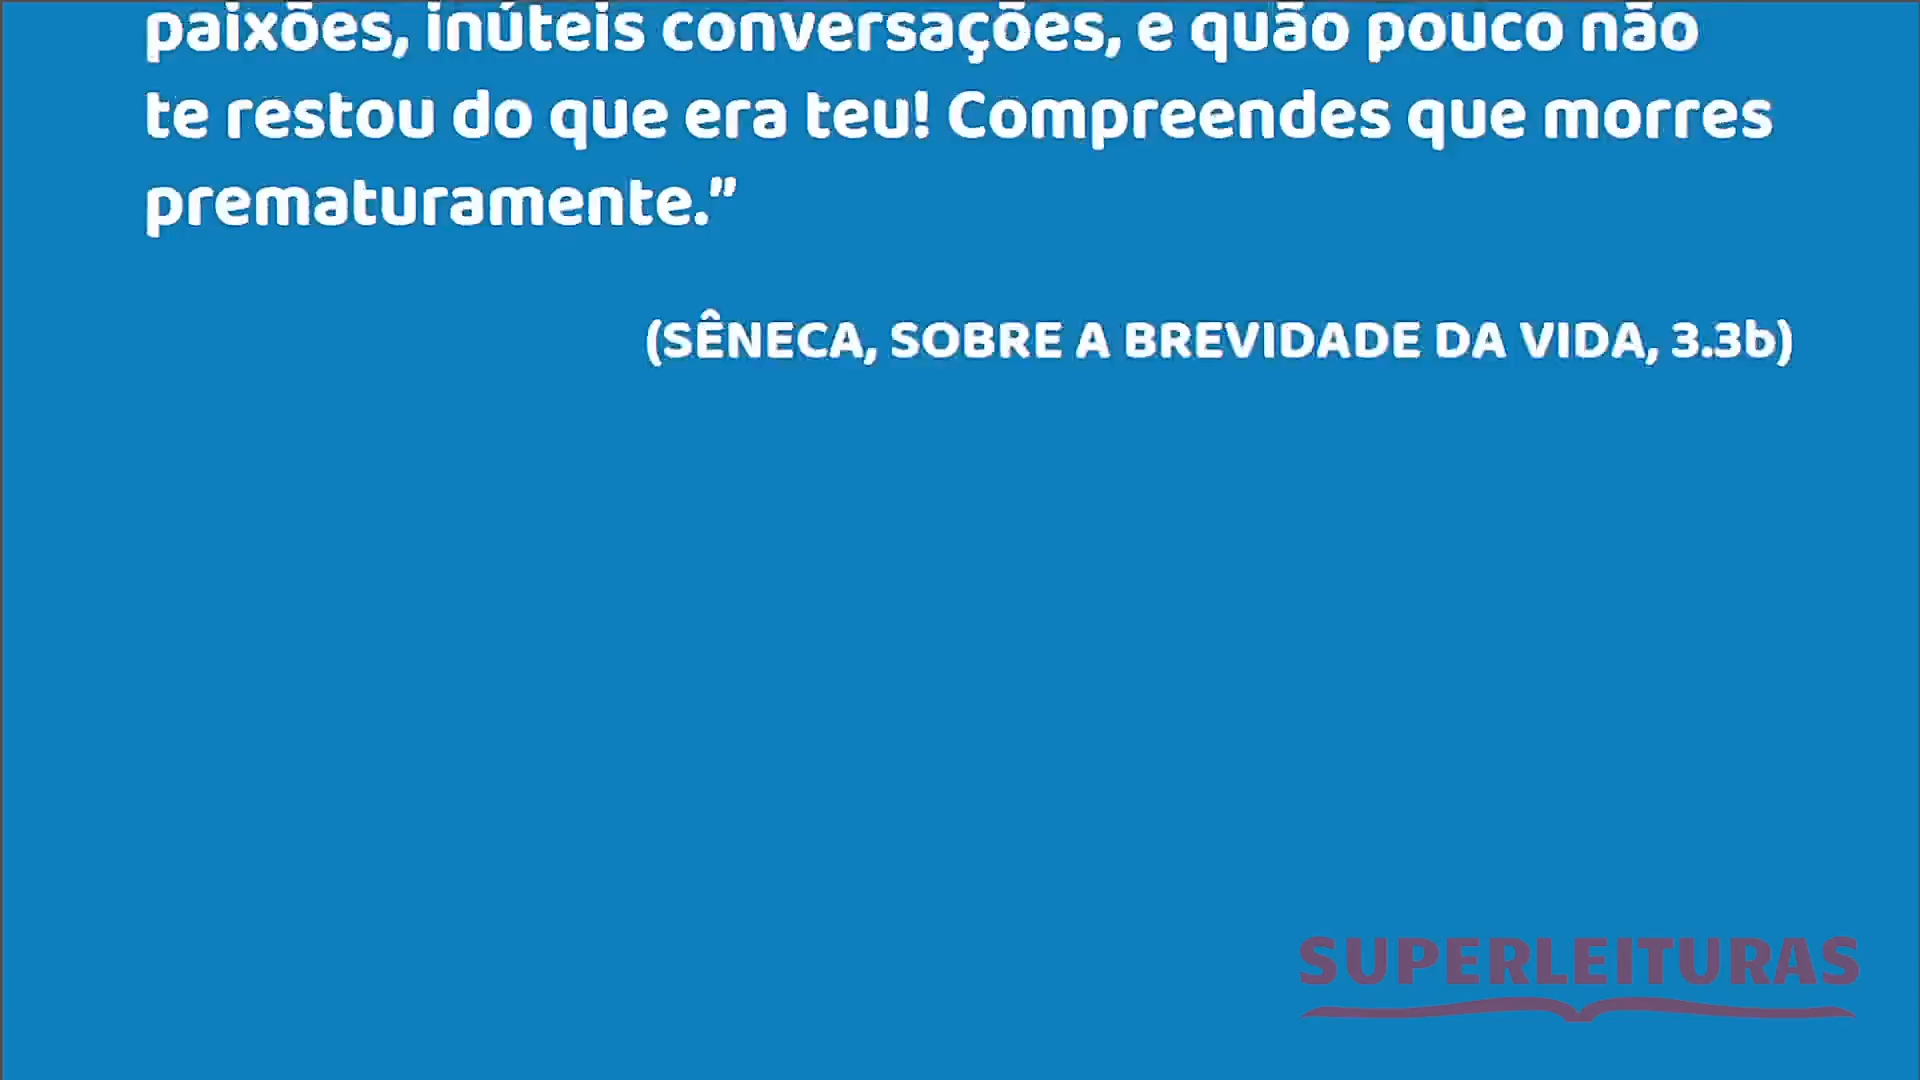 paixões, inúteis conversações, e quão pouco não
te restou do que era teu! Compreendes que morres
prematuramente.”
(SÊNECA, SOBRE A BREVIDADE DA VIDA, 3.3b)
SUPERLEITURAS